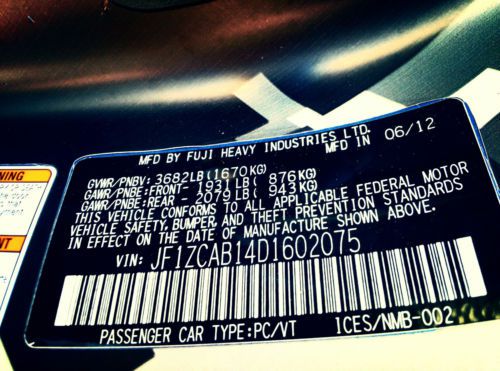 MFD BY FUJI HEAVY INDUSTRIES LTD.
MFD IN 06/12
GVWR/PNBV: 3682LB(1670KG)
GAWR/PNBE:FRONT- 1931LB( 876KG)
GAWR/PNBE:REAR - 2079LB( 943KG)
THIS VEHICLE CONFORMS TO ALL APPLICABLE FEDERAL MOTOR
VEHICLE SAFETY, BUMPER, AND THEFT PREVENTION STANDARDS
IN EFFECT ON THE DATE OF MANUFACTURE SHOWN ABOVE.
VIN: JF1ZCAB14D1602075
PASSENGER CAR TYPE:PC/VT ICES/NMB-002
NING
NT